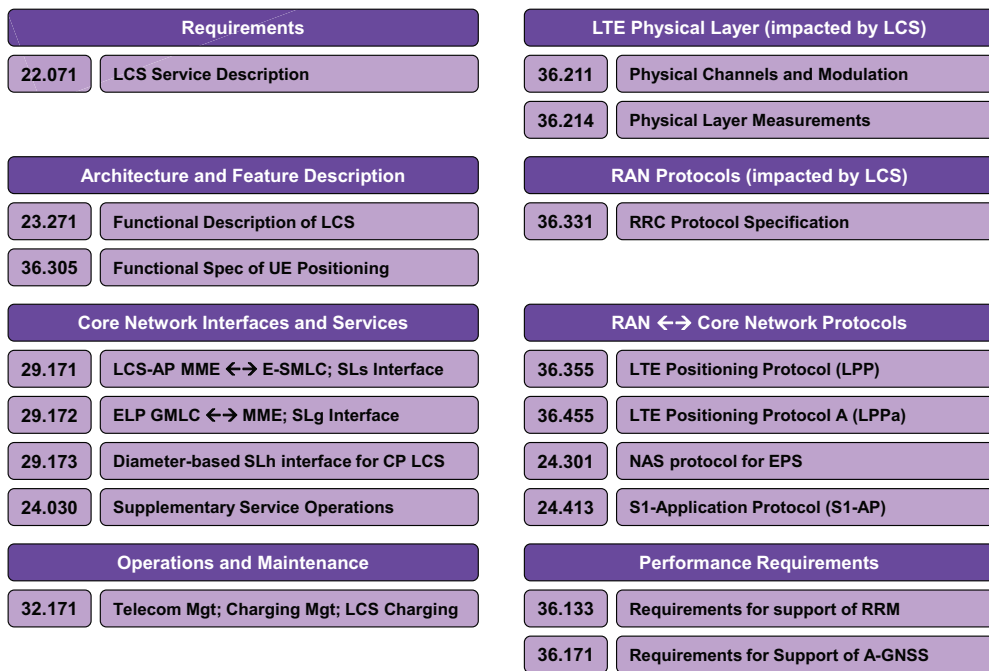 Requirements
22.071 LCS Service Description
Architecture and Feature Description
23.271 Functional Description of LCS
36.305 Functional Spec of UE Positioning
Core Network Interfaces and Services
29.171 LCS-AP MME ←→ E-SMLC; SLs Interface
29.172 ELP GMLC ←→ MME; SLg Interface
29.173 Diameter-based SLh interface for CP LCS
24.030 Supplementary Service Operations
Operations and Maintenance
32.171 Telecom Mgt; Charging Mgt; LCS Charging
LTE Physical Layer (impacted by LCS)
36.211 Physical Channels and Modulation
36.214 Physical Layer Measurements
RAN Protocols (impacted by LCS)
36.331 RRC Protocol Specification
RAN ←→ Core Network Protocols
36.355 LTE Positioning Protocol (LPP)
36.455 LTE Positioning Protocol A (LPPa)
24.301 NAS protocol for EPS
24.413 S1-Application Protocol (S1-AP)
Performance Requirements
36.133 Requirements for support of RRM
36.171 Requirements for Support of A-GNSS